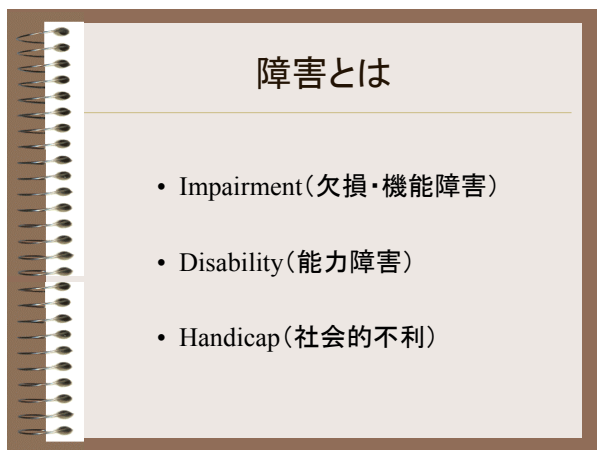 障害とは
• Impairment(欠損・機能障害)
• Disability(能力障害)
• Handicap(社会的不利)